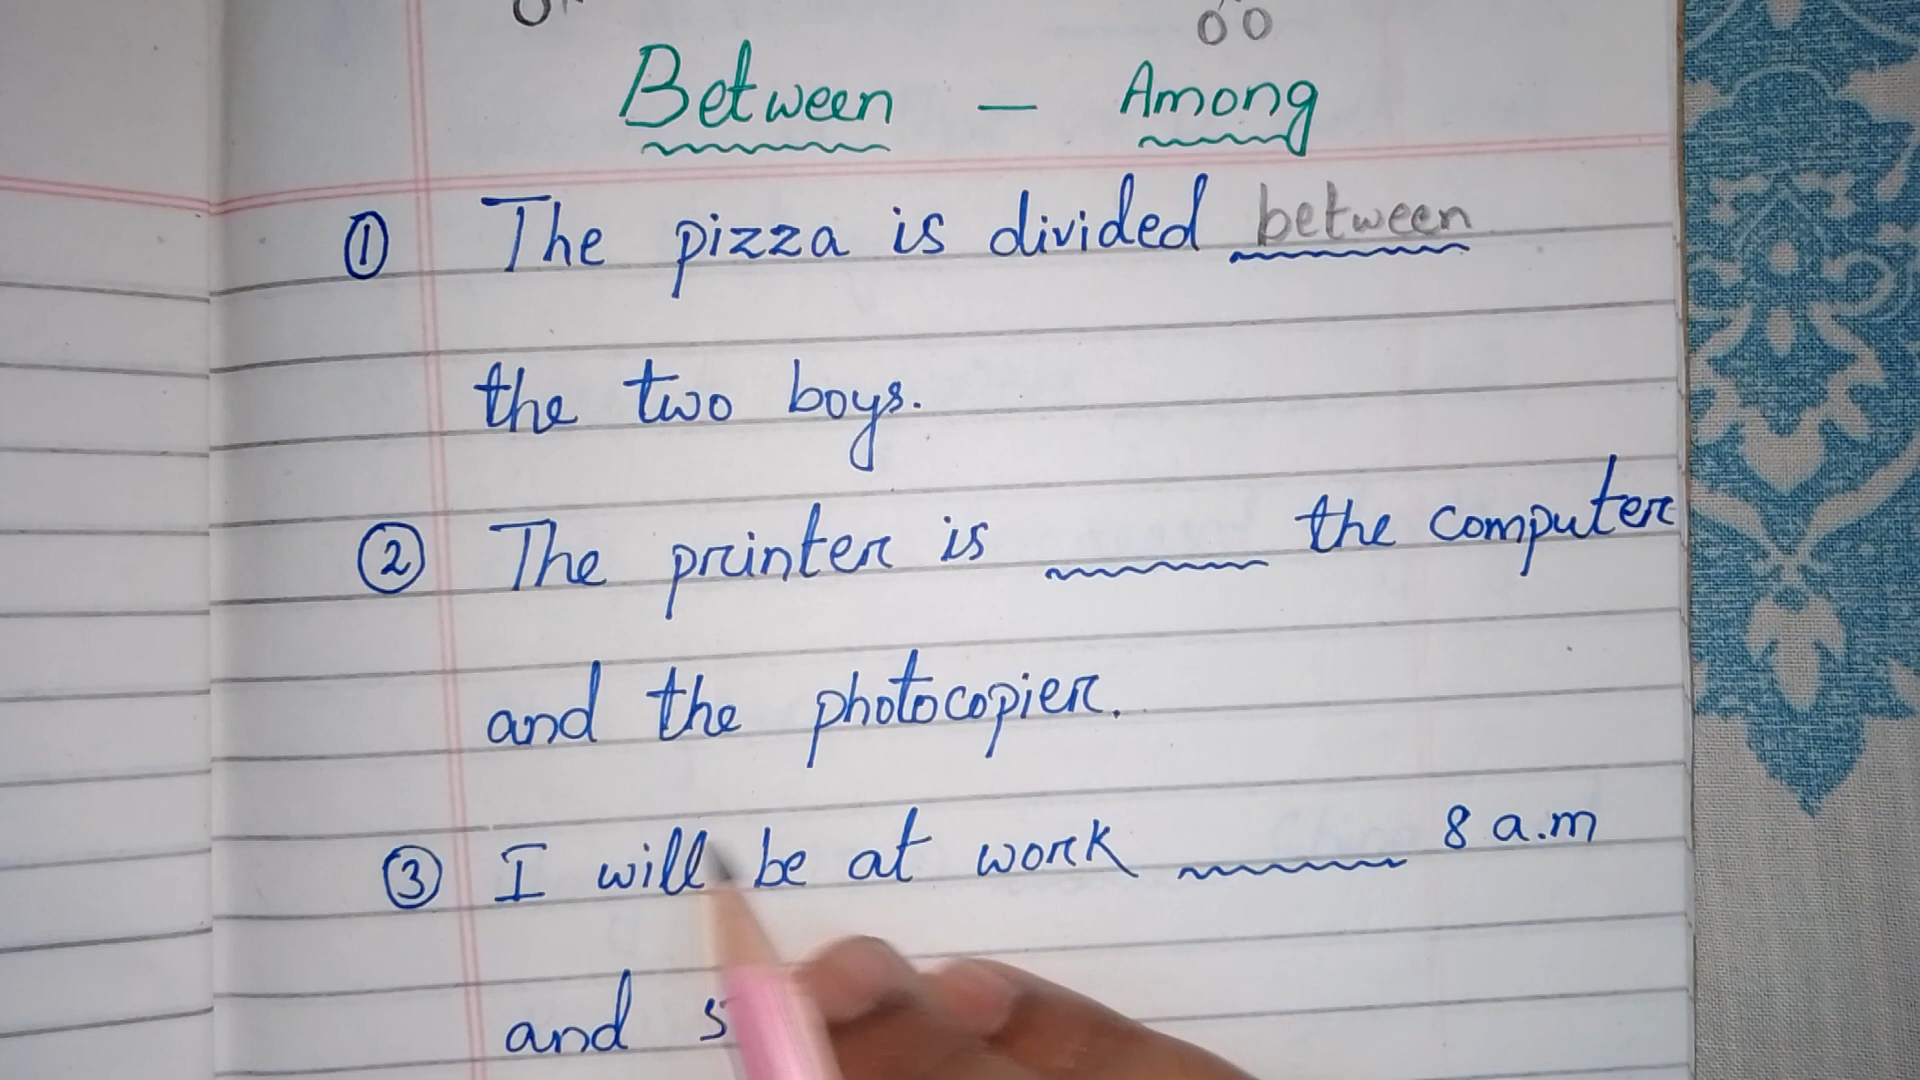 Between - Among
① The pizza is divided between
the two boys.
② The printer is ______ the computer
and the photocopier.
③ I will be at work ______ 8 a.m
and